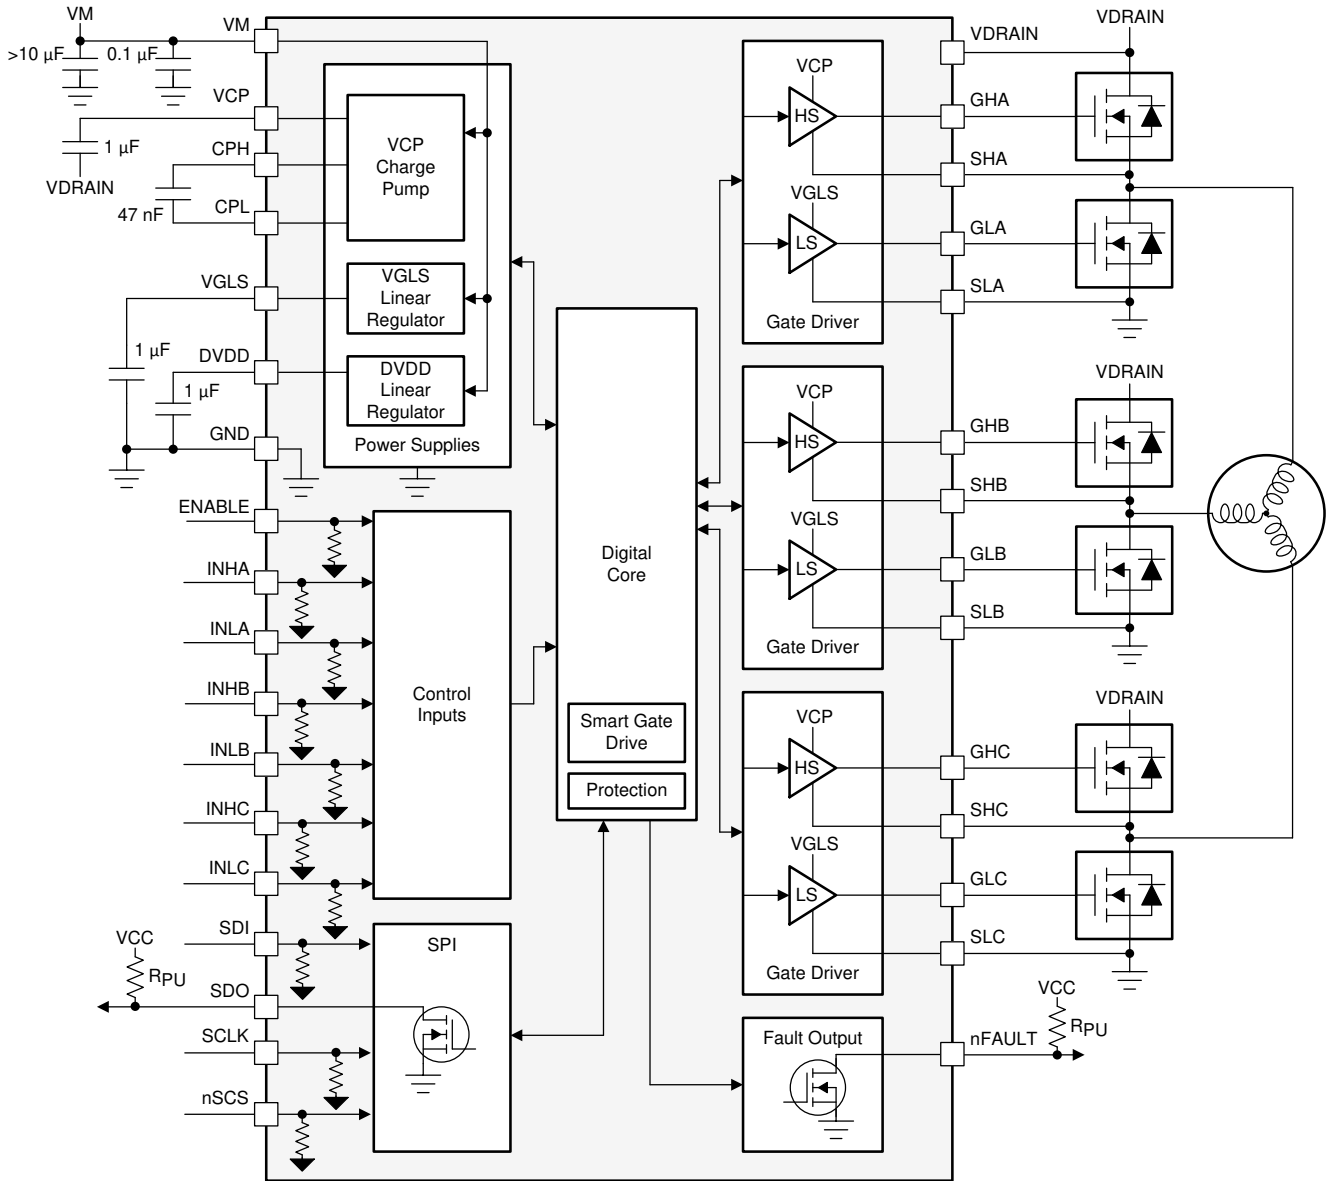 VM
>10 µF
0.1 µF
VM
VCP
1 µF
VDRAIN
CPH
47 nF
CPL
VGLS
1 µF
DVDD
1 µF
GND
ENABLE
INHA
INLA
INHB
INLB
INHC
INLC
SDI
VCC
RPU
SDO
SCLK
nSCS
VCP
Charge
Pump
VGLS
Linear
Regulator
DVDD
Linear
Regulator
Power Supplies
Control
Inputs
SPI
Digital
Core
Smart Gate
Drive
Protection
VCP
HS
VGLS
LS
Gate Driver
VCP
HS
VGLS
LS
Gate Driver
VCP
HS
VGLS
LS
Gate Driver
Fault Output
VDRAIN
VDRAIN
GHA
SHA
GLA
SLA
VDRAIN
GHB
SHB
GLB
SLB
VDRAIN
GHC
SHC
GLC
SLC
VCC
RPU
nFAULT